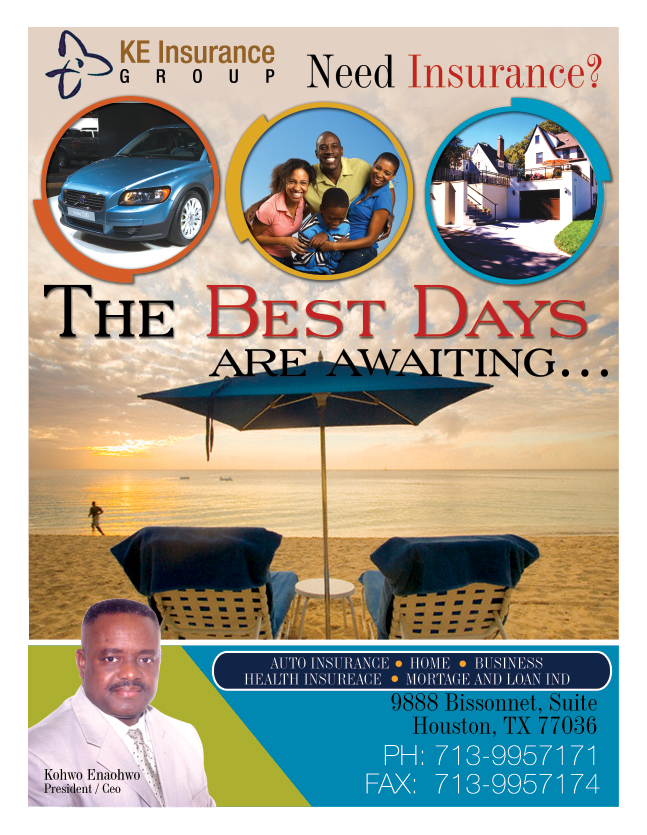 KE Insurance
GROUP
Need Insurance?
THE BEST DAYS
ARE AWAITING...
AUTO INSURANCE • HOME • BUSINESS
HEALTH INSUREACE • MORTAGE AND LOAN IND
9888 Bissonnet, Suite
Houston, TX 77036
PH: 713-9957171
FAX: 713-9957174
Kohwo Enaohwo
President / Ceo